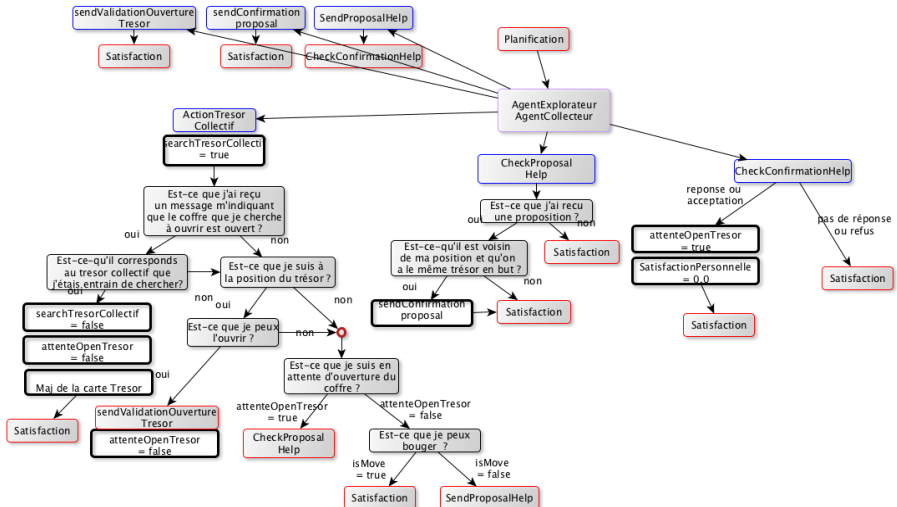 sendValidationOuverture
Tresor
sendConfirmation
proposal
SendProposalHelp
Satisfaction
Satisfaction
CheckConfirmationHelp
Planification
AgentExplorateur
AgentCollecteur
ActionTresor
Collectif
searchTresorCollectif
= true
CheckProposal
Help
CheckConfirmationHelp
Est-ce que j'ai reçu
un message m'indiquant
que le coffre que je cherche
à ouvrir est ouvert ?
oui
non
Est-ce que j'ai recu
une proposition ?
oui
non
reponse ou
acceptation
pas de réponse
ou refus
attenteOpenTresor
= true
SatisfactionPersonnelle
= 0,0
Satisfaction
Satisfaction
Est-ce-qu'il corresponds
au tresor collectif que
j'étais entrain de chercher?
oui
non
Est-ce que je suis à
la position du trésor ?
oui
non
Est-ce-qu'il est voisin
de ma position et qu'on
a le même trésor en but ?
oui
non
Satisfaction
sendConfirmation
proposal
Satisfaction
searchTresorCollectif
= false
attenteOpenTresor
= false
Maj de la carte Tresor
Satisfaction
Est-ce que je peux
l'ouvrir ?
non
oui
sendValidationOuverture
Tresor
attenteOpenTresor
= false
Est-ce que je suis en
attente d'ouverture du
coffre ?
attenteOpenTresor
= true
attenteOpenTresor
= false
CheckProposal
Help
Est-ce que je peux
bouger ?
isMove
= true
isMove
= false
Satisfaction
SendProposalHelp